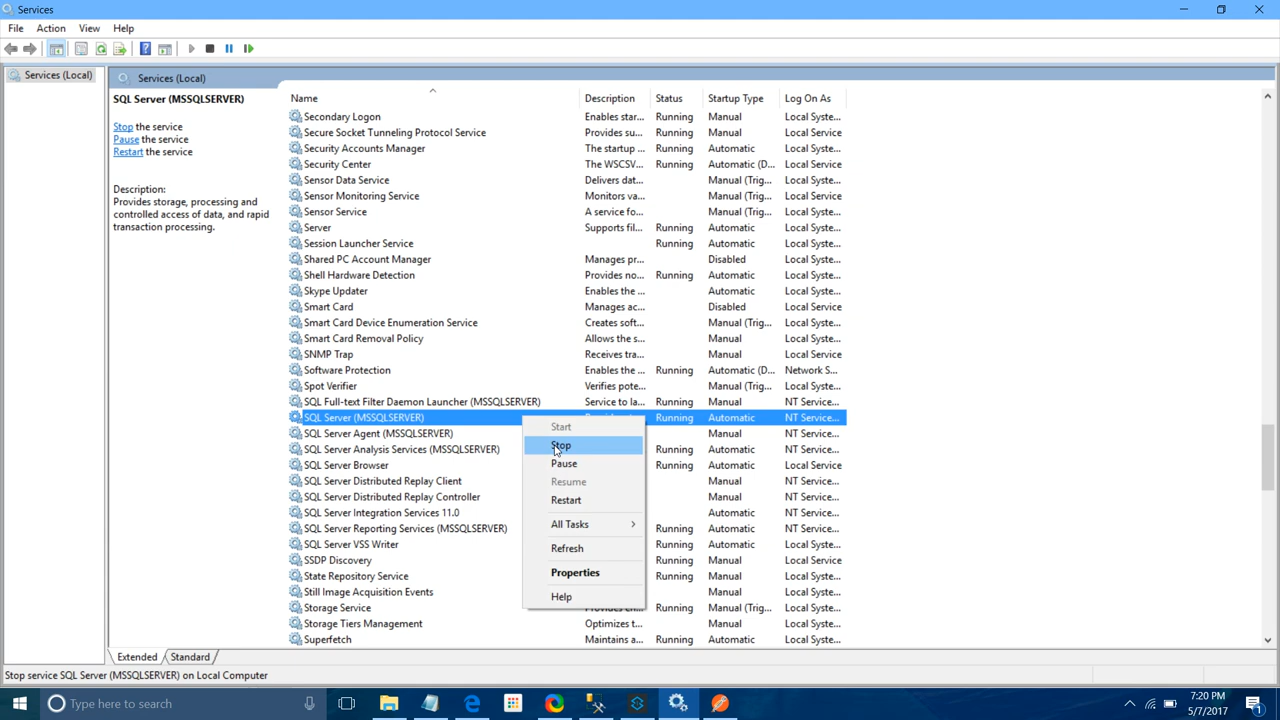 Services
File Action View Help
Services (Local)
Services (Local)
SQL Server (MSSQLSERVER)
Stop the service
Pause the service
Restart the service
Description:
Provides storage, processing and
controlled access of data, and rapid
transaction processing.
Name Description Status Startup Type Log On As
Secondary Logon Enables star... Running Manual Local Syste...
Secure Socket Tunneling Protocol Service Provides su... Running Manual Local Service
Security Accounts Manager The startup ... Running Automatic Local Syste...
Security Center The WSCSV... Running Automatic (D... Local Service
Sensor Data Service Delivers dat... Manual (Trig... Local Syste...
Sensor Monitoring Service Monitors va... Manual (Trig... Local Service
Sensor Service A service fo... Manual (Trig... Local Syste...
Server Supports fil... Running Automatic Local Syste...
Session Launcher Service Running Automatic Local Syste...
Shared PC Account Manager Manages pr... Disabled Local Syste...
Shell Hardware Detection Provides no... Running Automatic Local Syste...
Skype Updater Enables the ... Automatic Local Syste...
Smart Card Manages ac... Disabled Local Service
Smart Card Device Enumeration Service Creates soft... Manual (Trig... Local Syste...
Smart Card Removal Policy Allows the s... Manual Local Syste...
SNMP Trap Receives tra... Manual Local Service
Software Protection Enables the ... Running Automatic (D... Network S...
Spot Verifier Verifies pote... Manual (Trig... Local Syste...
SQL Full-text Filter Daemon Launcher (MSSQLSERVER) Service to la... Running Manual NT Service...
SQL Server (MSSQLSERVER) Running Automatic NT Service...
SQL Server Agent (MSSQLSERVER) Manual NT Service...
SQL Server Analysis Services (MSSQLSERVER) Running Automatic NT Service...
SQL Server Browser Running Automatic Local Service
SQL Server Distributed Replay Client Manual NT Service...
SQL Server Distributed Replay Controller Manual NT Service...
SQL Server Integration Services 11.0 Automatic NT Service...
SQL Server Reporting Services (MSSQLSERVER) Running Automatic NT Service...
SQL Server VSS Writer Running Automatic Local Syste...
SSDP Discovery Running Manual Local Service
State Repository Service Running Manual Local Syste...
Still Image Acquisition Events Manual Local Syste...
Storage Service Running Manual (Trig... Local Syste...
Storage Tiers Management Optimizes t... Manual Local Syste...
Superfetch Maintains a... Running Automatic Local Syste...
Start
Stop
Pause
Resume
Restart
All Tasks
Refresh
Properties
Help
Extended Standard
Stop service SQL Server (MSSQLSERVER) on Local Computer
Type here to search
7:20 PM
5/7/2017
1